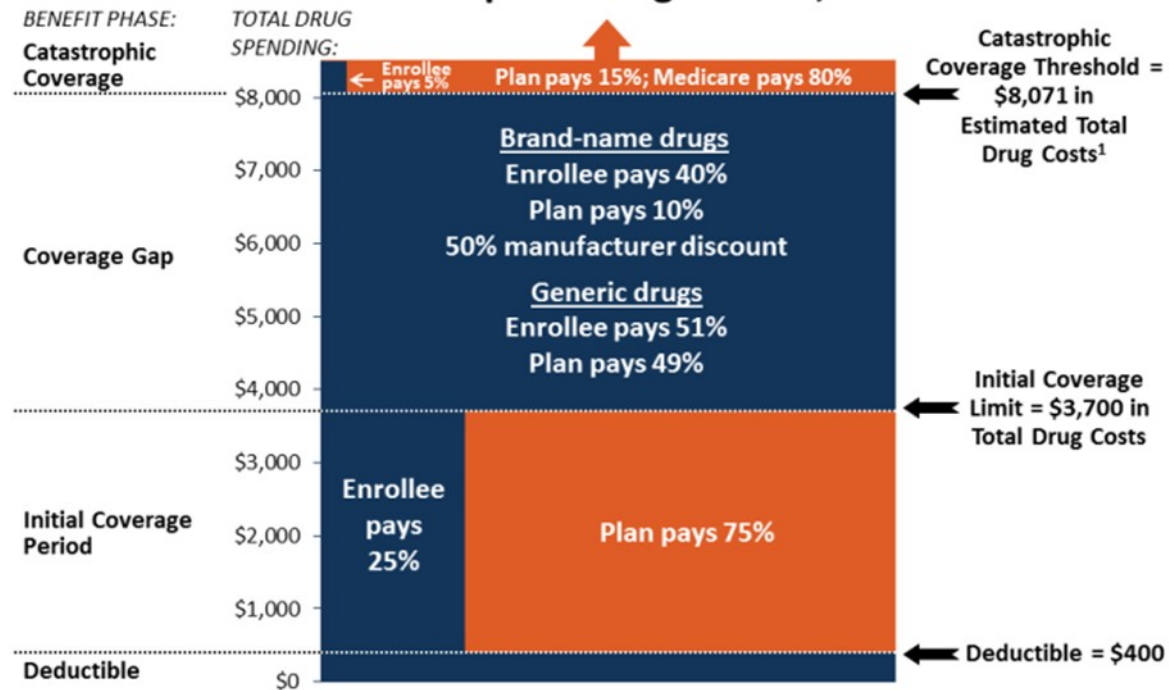 BENEFIT PHASE:
TOTAL DRUG
SPENDING:
Catastrophic
Coverage
Enrollee
pays 5%
Plan pays 15%; Medicare pays 80%
Catastrophic
Coverage Threshold =
$8,071 in
Estimated Total
Drug Costs1
$8,000
Brand-name drugs
$7,000
Enrollee pays 40%
Plan pays 10%
$6,000
50% manufacturer discount
Coverage Gap
Generic drugs
$5,000
Enrollee pays 51%
Plan pays 49%
$4,000
Initial Coverage
Limit = $3,700 in
Total Drug Costs
$3,000
Enrollee
pays
25%
Plan pays 75%
Initial Coverage
Period
$2,000
$1,000
Deductible = $400
Deductible
$0